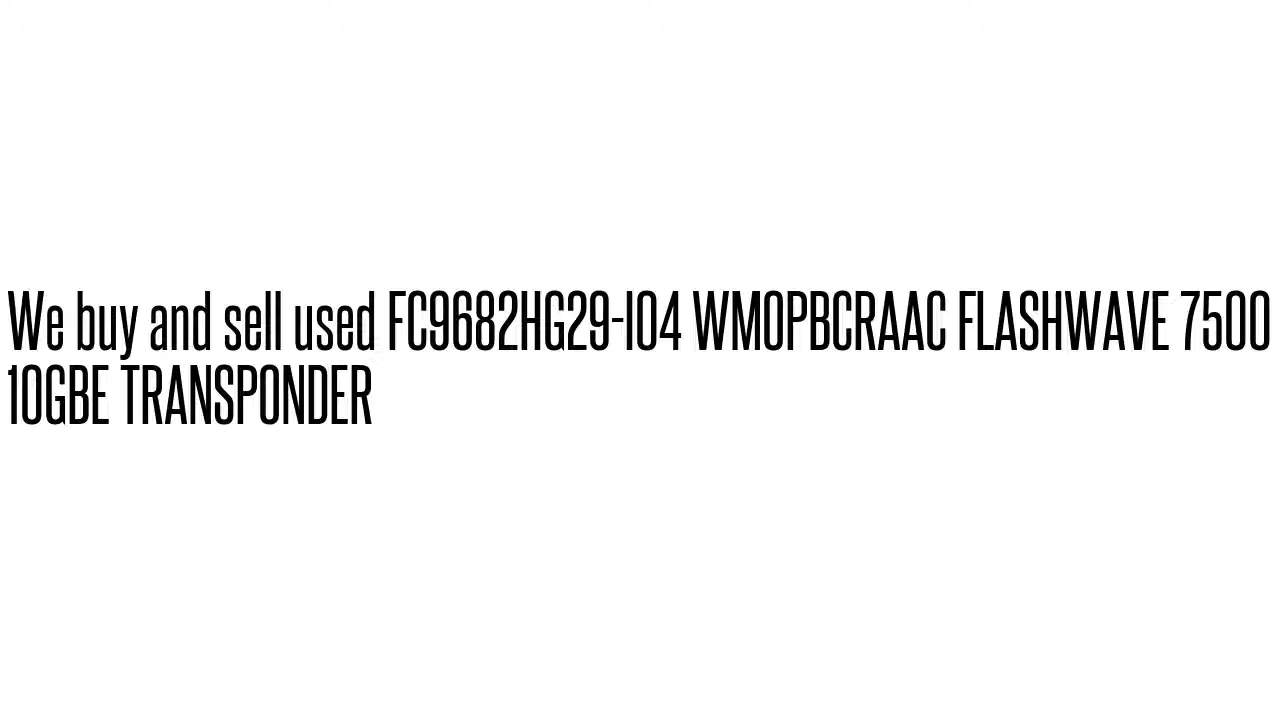 We buy and sell used FC9682HG29-I04 WMOPBCRAAC FLASHWAVE 7500
10GBE TRANSPONDER